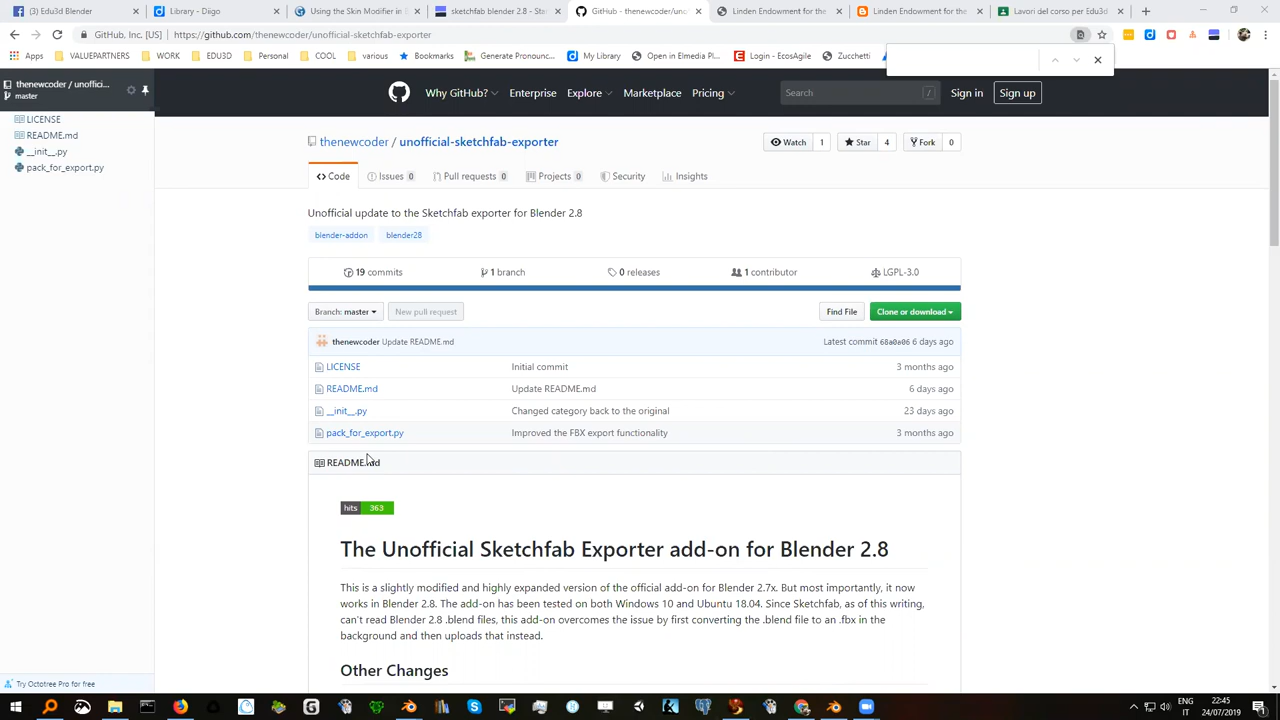 (3) Edu3d Blender
Library - Diigo
Using the Skin Modifier in B
sketchfab blender 2.8 - St
GitHub - thenewcoder/uno
Linden Endowment for the
Linden Endowment for the
Lavori del corso per Edu3d
GitHub, Inc. [US] | https://github.com/thenewcoder/unofficial-sketchfab-exporter
Apps VALUEPARTNERS WORK EDU3D COOL various Bookmarks Generate Pronounc... My Library Open in Elmedia Pl... Login - EcoAgile Zucchetti
thenewcoder / unoffici...
master
LICENSE
README.md
__init__.py
pack_for_export.py
Why GitHub? Enterprise Explore Marketplace Pricing Search / Sign in Sign up
thenewcoder / unofficial-sketchfab-exporter
Watch 1 Star 4 Fork 0
Code Issues 0 Pull requests 0 Projects 0 Security Insights
Unofficial update to the Sketchfab exporter for Blender 2.8
blender-addon blender28
19 commits 1 branch 0 releases 1 contributor LGPL-3.0
Branch: master New pull request Find File Clone or download
thenewcoder Update README.md Latest commit 68a0a06 6 days ago
LICENSE Initial commit 3 months ago
README.md Update README.md 6 days ago
__init__.py Changed category back to the original 23 days ago
pack_for_export.py Improved the FBX export functionality 3 months ago
README.md
hits 363
The Unofficial Sketchfab Exporter add-on for Blender 2.8
This is a slightly modified and highly expanded version of the official add-on for Blender 2.7x. But most importantly, it now
works in Blender 2.8. The add-on has been tested on both Windows 10 and Ubuntu 18.04. Since Sketchfab, as of this writing,
can't read Blender 2.8 .blend files, this add-on overcomes the issue by first converting the .blend file to an .fbx in the
background and then uploads that instead.
Other Changes
Try Octotree Pro for free
ENG
IT
22:45
24/07/2019